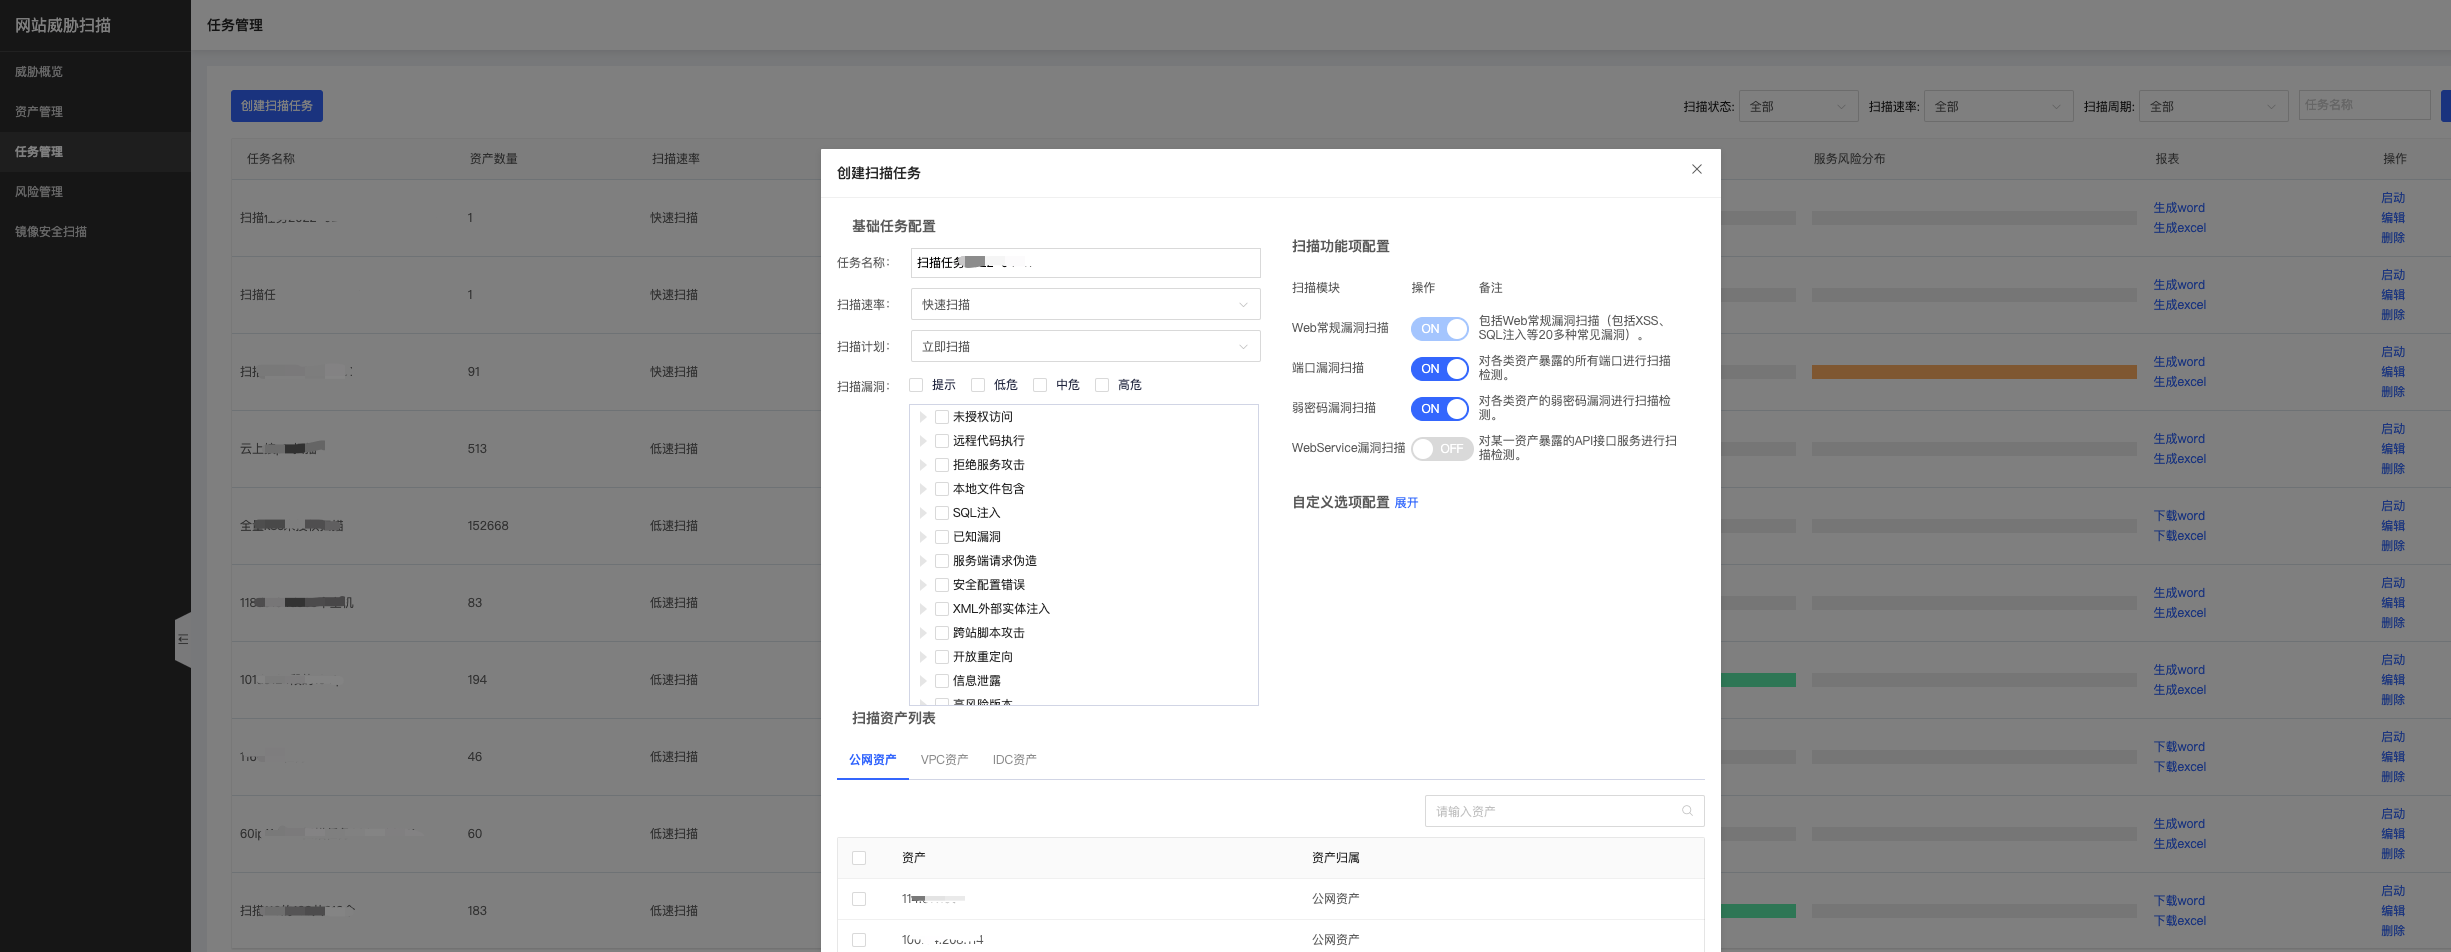 网站威胁扫描
威胁概览
资产管理
任务管理
风险管理
镜像安全扫描
任务管理
创建扫描任务
扫描状态: 全部 扫描速率: 全部 扫描周期: 全部 任务名称
任务名称 资产数量 扫描速率 服务风险分布 报表 操作
扫描 1 快速扫描 生成word 生成excel 启动 编辑 删除
扫描任 1 快速扫描 生成word 生成excel 启动 编辑 删除
91 快速扫描 生成word 生成excel 启动 编辑 删除
云上 513 低速扫描 生成word 生成excel 启动 编辑 删除
152668 低速扫描 下载word 下载excel 启动 编辑 删除
118 83 低速扫描 生成word 生成excel 启动 编辑 删除
101 194 低速扫描 生成word 生成excel 启动 编辑 删除
46 低速扫描 下载word 下载excel 启动 编辑 删除
60ip 60 低速扫描 生成word 生成excel 启动 编辑 删除
扫描 183 低速扫描 下载word 下载excel 启动 编辑 删除
创建扫描任务
基础任务配置
任务名称: 扫描任务
扫描速率: 快速扫描
扫描计划: 立即扫描
扫描漏洞: 提示 低危 中危 高危
未授权访问
远程代码执行
拒绝服务攻击
本地文件包含
SQL注入
已知漏洞
服务端请求伪造
安全配置错误
XML外部实体注入
跨站脚本攻击
开放重定向
信息泄露
高风险版本
扫描功能项配置
扫描模块 操作 备注
Web常规漏洞扫描 ON 包括Web常规漏洞扫描（包括XSS、
SQL注入等20多种常见漏洞）。
端口漏洞扫描 ON 对各类资产暴露的所有端口进行扫描
检测。
弱密码漏洞扫描 ON 对各类资产的弱密码漏洞进行扫描检
测。
WebService漏洞扫描 OFF 对某一资产暴露的API接口服务进行扫
描检测。
自定义选项配置 展开
扫描资产列表
公网资产 VPC资产 IDC资产
请输入资产
资产 资产归属
公网资产
公网资产